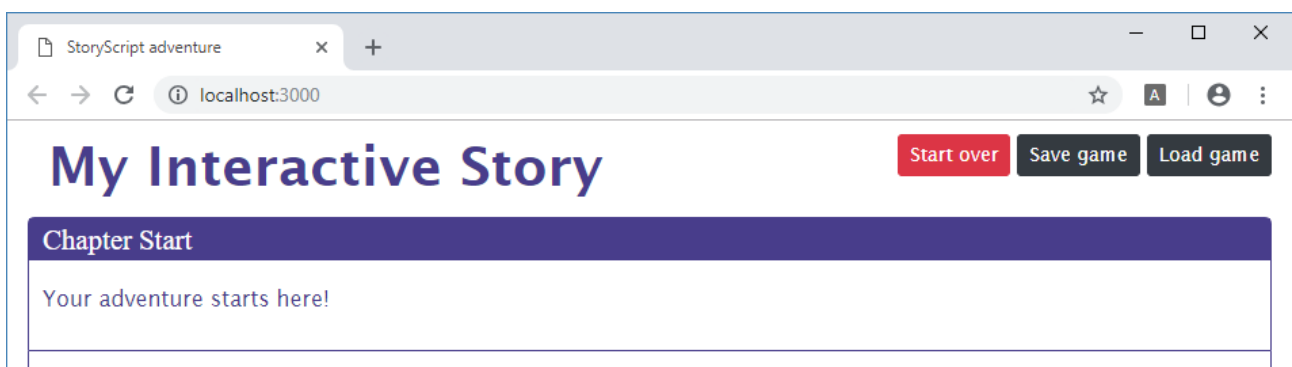 StoryScript adventure
localhost:3000
A
My Interactive Story
Start over Save game Load game
Chapter Start
Your adventure starts here!